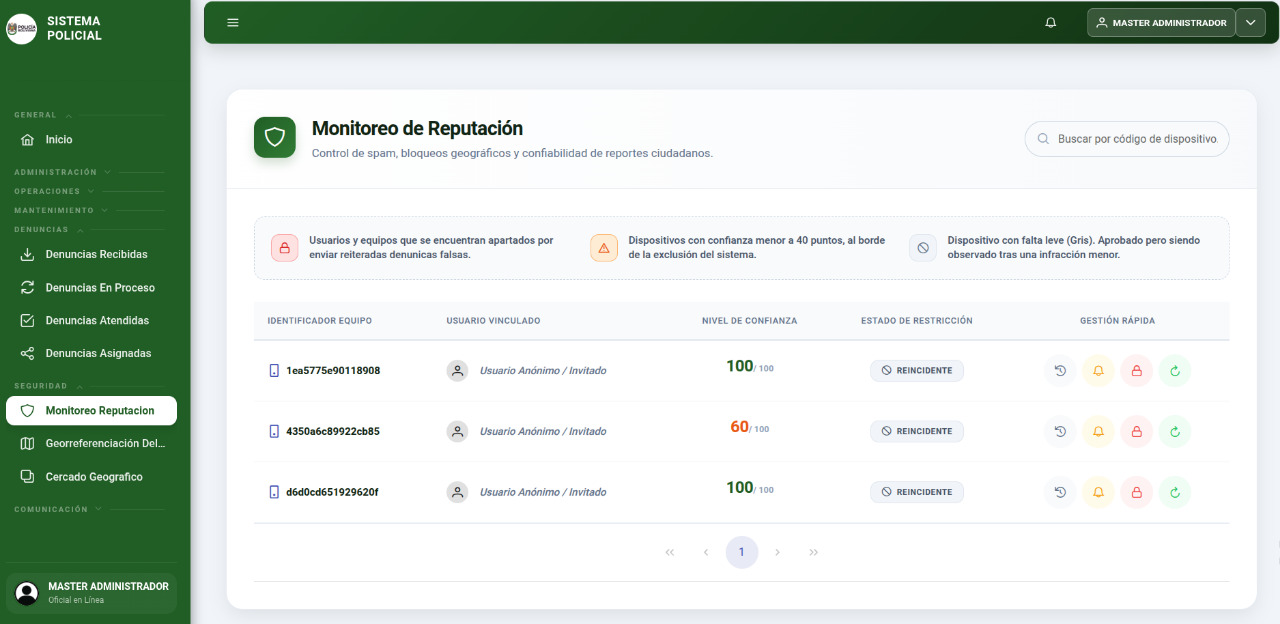 SISTEMA
POLICIAL
MASTER ADMINISTRADOR
GENERAL
Inicio
ADMINISTRACIÓN
OPERACIONES
MANTENIMIENTO
DENUNCIAS
Denuncias Recibidas
Denuncias En Proceso
Denuncias Atendidas
Denuncias Asignadas
SEGURIDAD
Monitoreo Reputacion
Georreferenciación Del...
Cercado Geografico
COMUNICACIÓN
MASTER ADMINISTRADOR
Oficial en Línea
Monitoreo de Reputación
Control de spam, bloqueos geográficos y confiabilidad de reportes ciudadanos.
Buscar por código de dispositivo
Usuarios y equipos que se encuentran apartados por
enviar reiteradas denunicas falsas.
Dispositivos con confianza menor a 40 puntos, al borde
de la exclusión del sistema.
Dispositivo con falta leve (Gris). Aprobado pero siendo
observado tras una infracción menor.
IDENTIFICADOR EQUIPO USUARIO VINCULADO NIVEL DE CONFIANZA ESTADO DE RESTRICCIÓN GESTIÓN RÁPIDA
1ea5775e90118908 Usuario Anónimo / Invitado 100/ 100 REINCIDENTE
4350a6c89922cb85 Usuario Anónimo / Invitado 60/ 100 REINCIDENTE
d6d0cd651929620f Usuario Anónimo / Invitado 100/ 100 REINCIDENTE
1